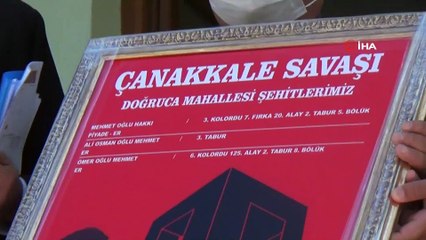 İHA
ÇANAKKALE SAVAŞI
DOĞRUCA MAHALLESİ ŞEHİTLERİMİZ
MEHMET OĞLU HAKKI / 3. KOLORDU 7. FIRKA 20. ALAY 2. TABUR 5. BÖLÜK
PİYADE - ER
ALİ OSMAN OĞLU MEHMET / 3. TABUR
ER
ÖMER OĞLU MEHMET / 6. KOLORDU 125. ALAY 2. TABUR 8. BÖLÜK
ER